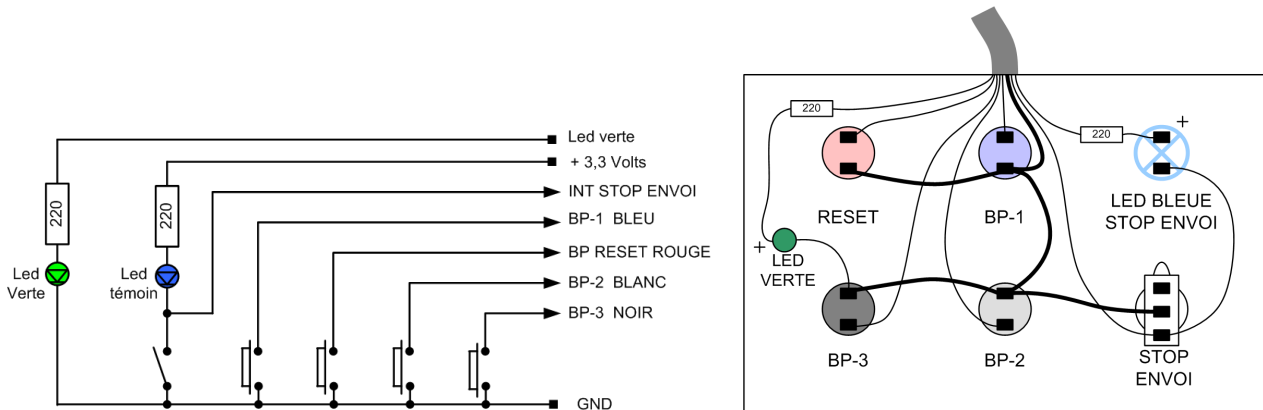 Led verte
+ 3,3 Volts
INT STOP ENVOI
BP-1 BLEU
BP RESET ROUGE
BP-2 BLANC
BP-3 NOIR
GND
220
220
Led
Verte
Led
témoin
220
220
+
RESET
BP-1
LED BLEUE
STOP ENVOI
+
LED
VERTE
BP-3
BP-2
STOP
ENVOI